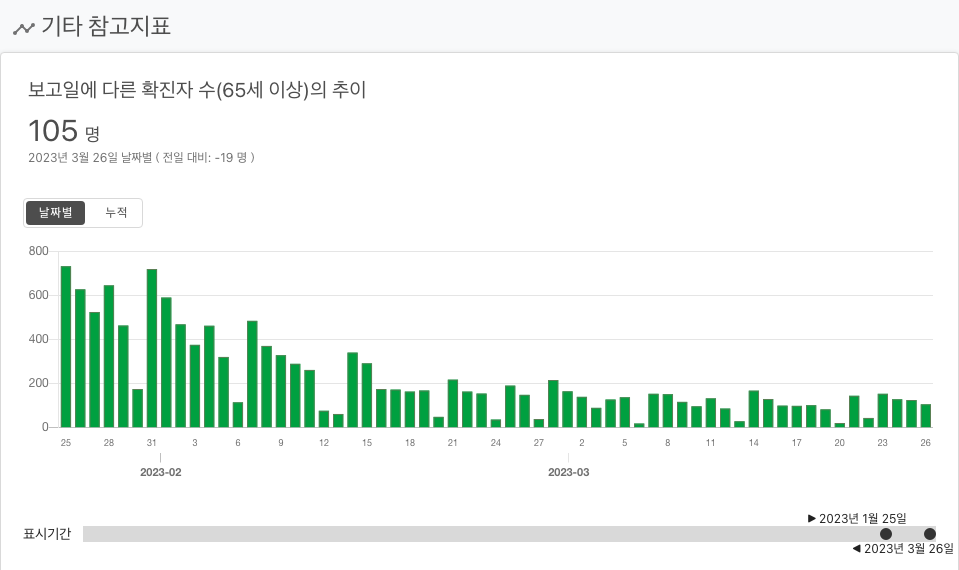 기타 참고지표
보고일에 다른 확진자 수(65세 이상)의 추이
105 명
2023년 3월 26일 날짜별 ( 전일 대비: -19 명 )
날짜별 누적
800
600
400
200
0
25 28 31 3 6 9 12 15 18 21 24 27 2 5 8 11 14 17 20 23 26
2023-02 2023-03
▶ 2023년 1월 25일
표시기간
◀ 2023년 3월 26일